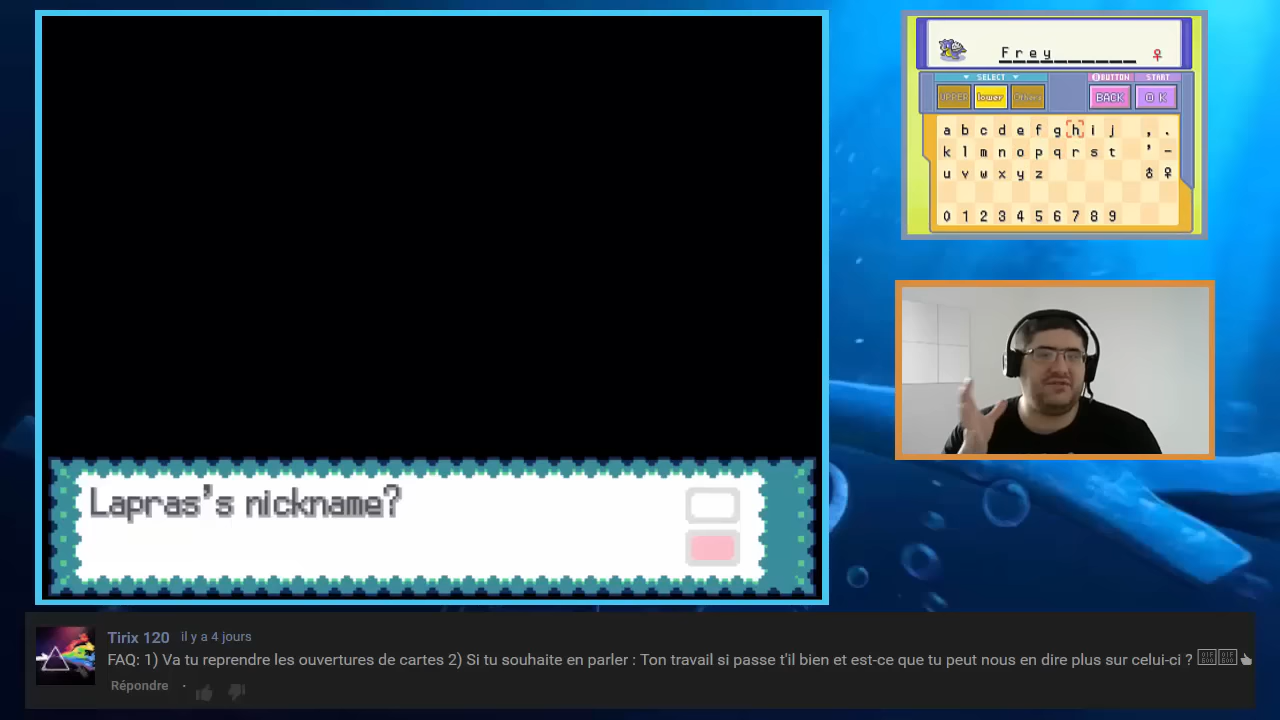 Frey
SELECT
B BUTTON
START
UPPER
lower
Others
BACK
OK
a b c d e f g h i j , .
k l m n o p q r s t ' -
u v w x y z ♂ ♀
0 1 2 3 4 5 6 7 8 9
Lapras's nickname?
Tirix 120 il y a 4 jours
FAQ: 1) Va tu reprendre les ouvertures de cartes 2) Si tu souhaite en parler : Ton travail si passe t'il bien et est-ce que tu peut nous en dire plus sur celui-ci ?
Répondre